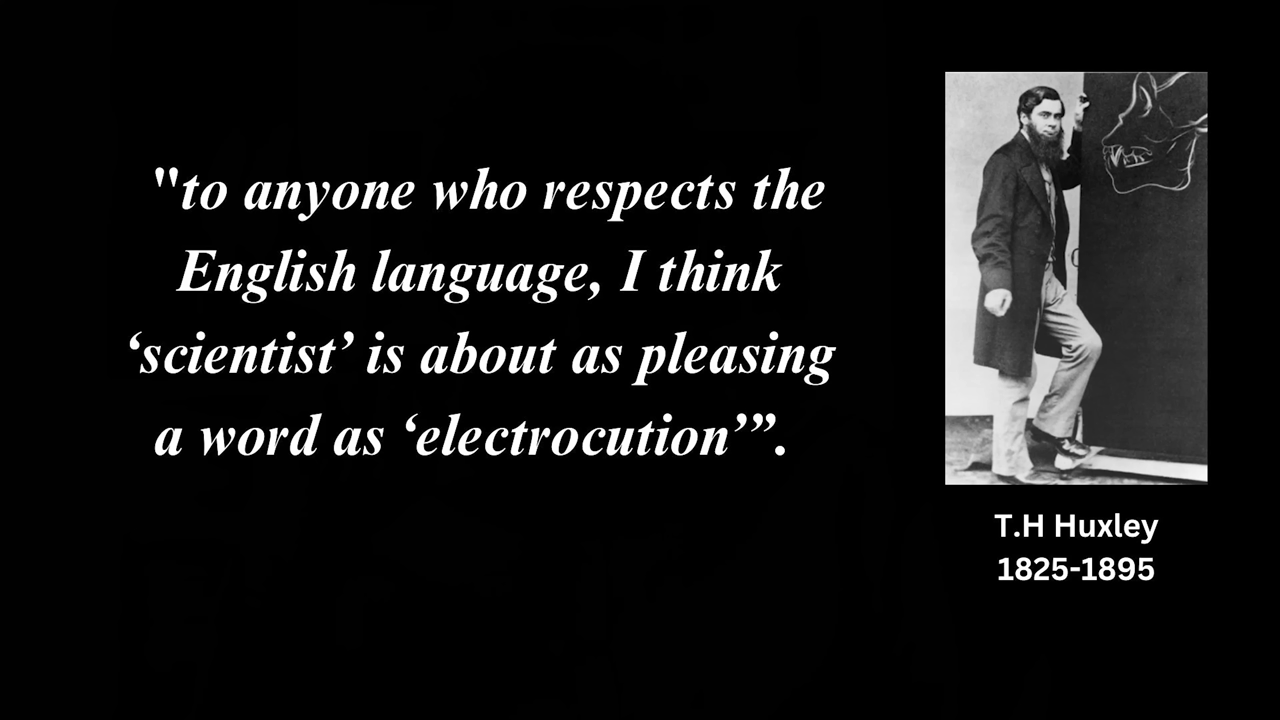 "to anyone who respects the
English language, I think
‘scientist’ is about as pleasing
a word as ‘electrocution’”.
T.H Huxley
1825-1895